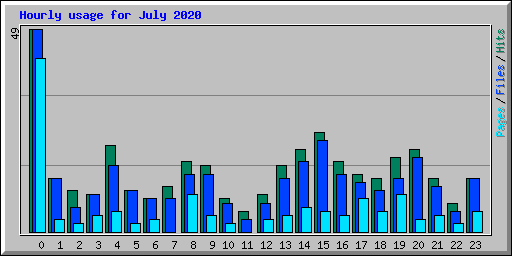 Hourly usage for July 2020
49
Pages / Files / Hits
0 1 2 3 4 5 6 7 8 9 10 11 12 13 14 15 16 17 18 19 20 21 22 23